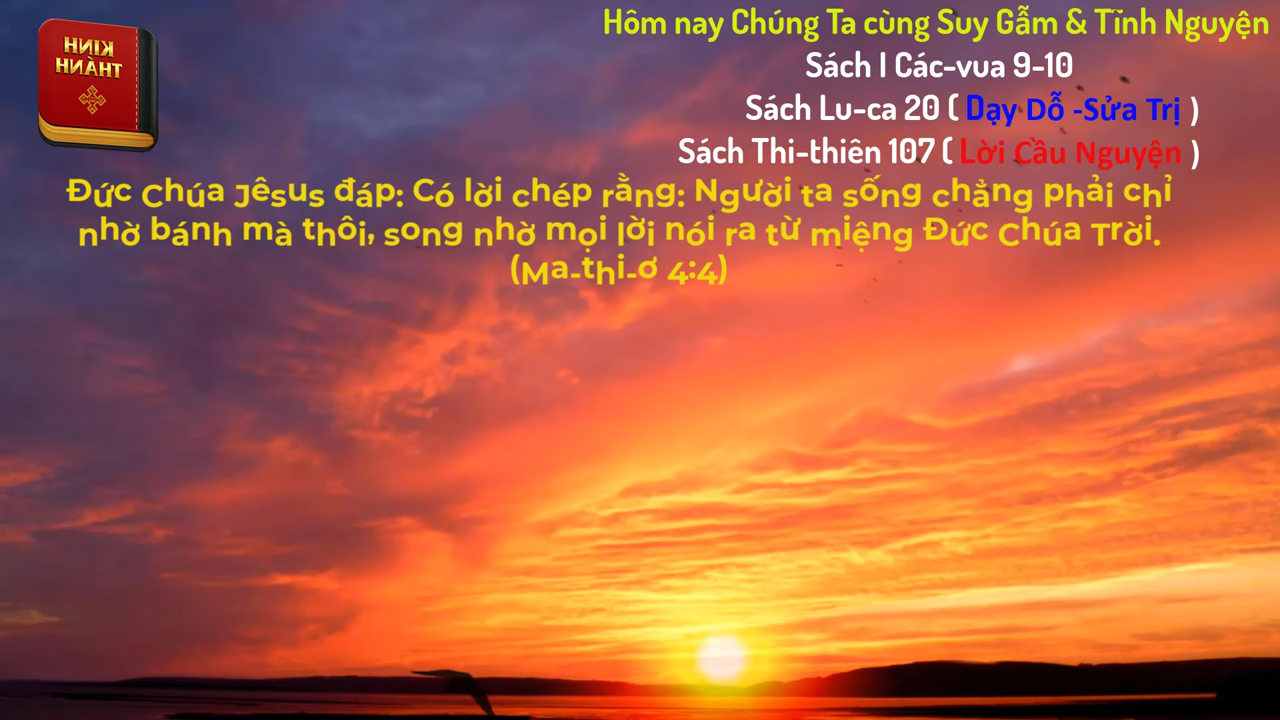 KINH
THÀNH
Hôm nay Chúng Ta cùng Suy Gẫm & Tĩnh Nguyện
Sách I Các-vua 9-10
Sách Lu-ca 20 ( Dạy Dỗ -Sửa Trị )
Sách Thi-thiên 107 ( Lời Cầu Nguyện )
Đức Chúa Jêsus đáp: Có lời chép rằng: Người ta sống chẳng phải chỉ
nhờ bánh mà thôi, song nhờ mọi lời nói ra từ miệng Đức Chúa Trời.
(Ma-thi-ơ 4:4)